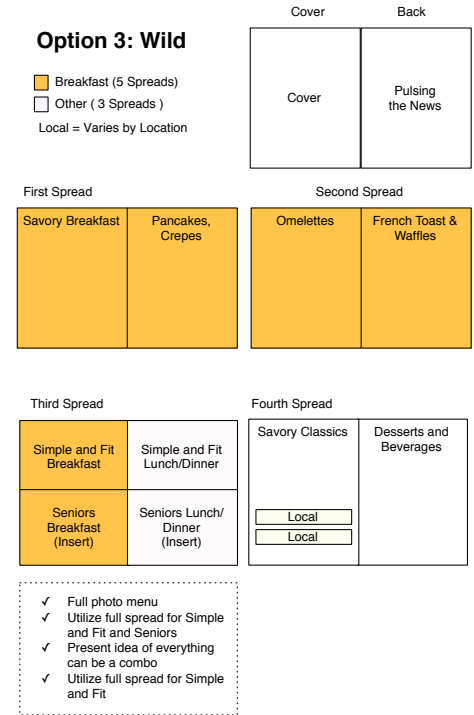 Cover
Back
Option 3: Wild
Breakfast (5 Spreads)
Other ( 3 Spreads )
Local = Varies by Location
Cover
Pulsing
the News
First Spread
Second Spread
Savory Breakfast
Pancakes,
Crepes
Omelettes
French Toast &
Waffles
Third Spread
Fourth Spread
Simple and Fit
Breakfast
Simple and Fit
Lunch/Dinner
Seniors
Breakfast
(Insert)
Seniors Lunch/
Dinner
(Insert)
Savory Classics
Desserts and
Beverages
Local
Local
✓ Full photo menu
✓ Utilize full spread for Simple
and Fit and Seniors
✓ Present idea of everything
can be a combo
✓ Utilize full spread for Simple
and Fit